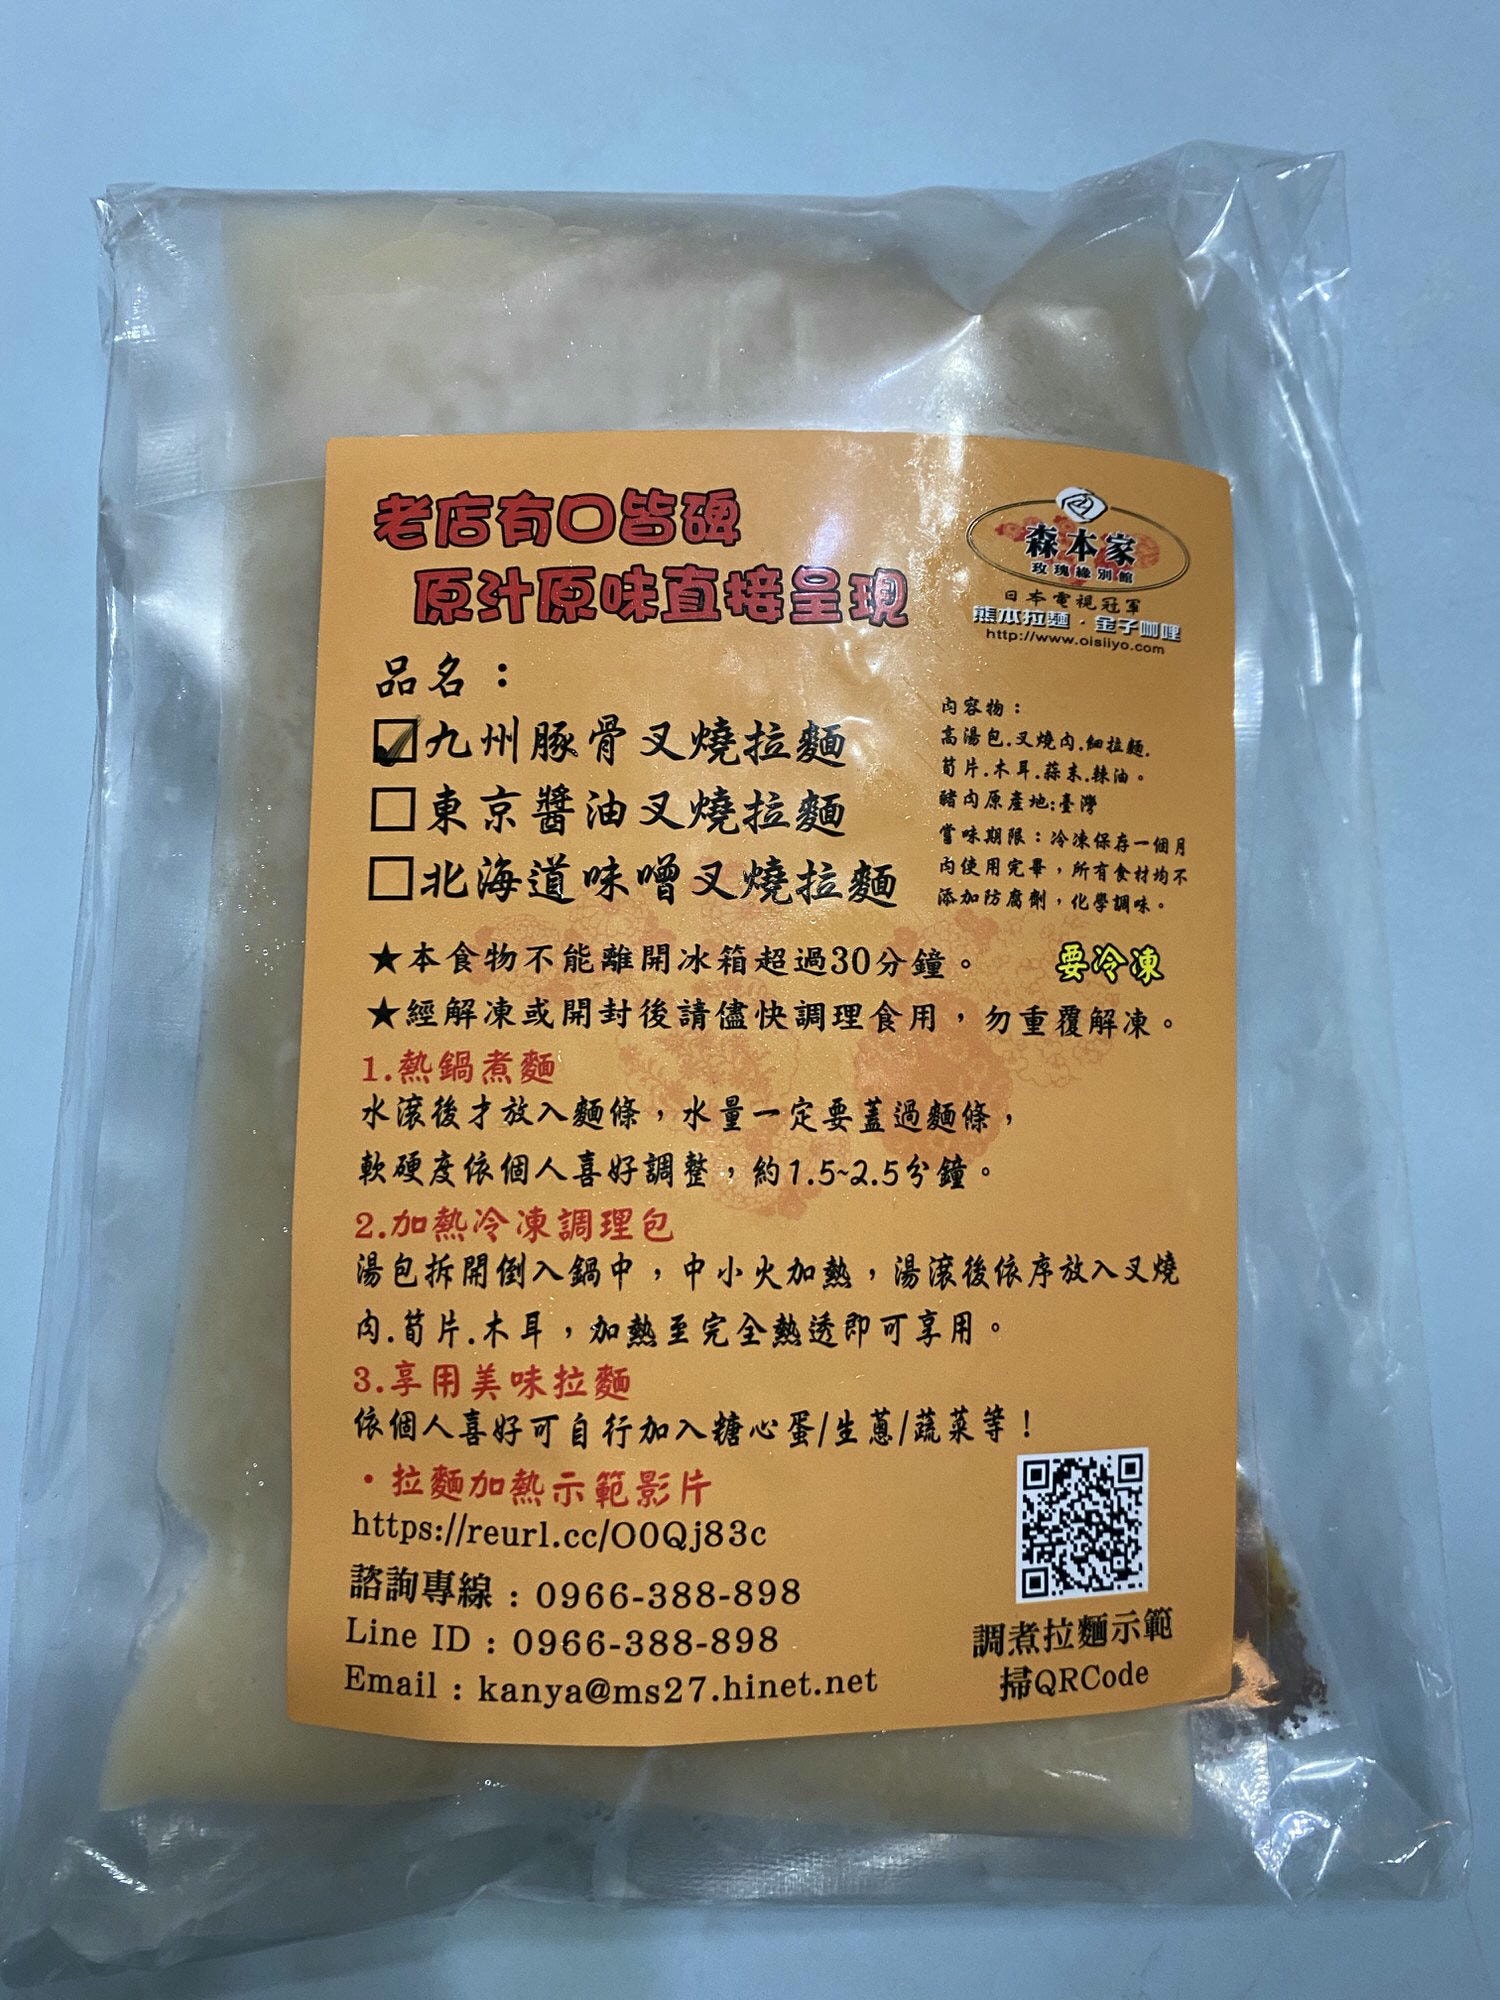 老店有口皆碑
原汁原味直接呈現
森本家
玫瑰緣別館
日本電視冠軍
熊本拉麵·金子咖哩
http://www.oisiiyo.com
品名：
☑九州豚骨叉燒拉麵
☐東京醬油叉燒拉麵
☐北海道味噌叉燒拉麵
內容物：
高湯包.叉燒肉.細拉麵.
筍片.木耳.蒜末.辣油。
豬肉原產地:臺灣
嘗味期限：冷凍保存一個月
內使用完畢，所有食材均不
添加防腐劑，化學調味。
★本食物不能離開冰箱超過30分鐘。
要冷凍
★經解凍或開封後請儘快調理食用，勿重覆解凍。
1.熱鍋煮麵
水滾後才放入麵條，水量一定要蓋過麵條，
軟硬度依個人喜好調整，約1.5~2.5分鐘。
2.加熱冷凍調理包
湯包拆開倒入鍋中，中小火加熱，湯滾後依序放入叉燒
肉.筍片.木耳，加熱至完全熱透即可享用。
3.享用美味拉麵
依個人喜好可自行加入糖心蛋/生蔥/蔬菜等！
·拉麵加熱示範影片
https://reurl.cc/O0Qj83c
諮詢專線：0966-388-898
Line ID：0966-388-898
Email：kanya@ms27.hinet.net
調煮拉麵示範
掃QRCode